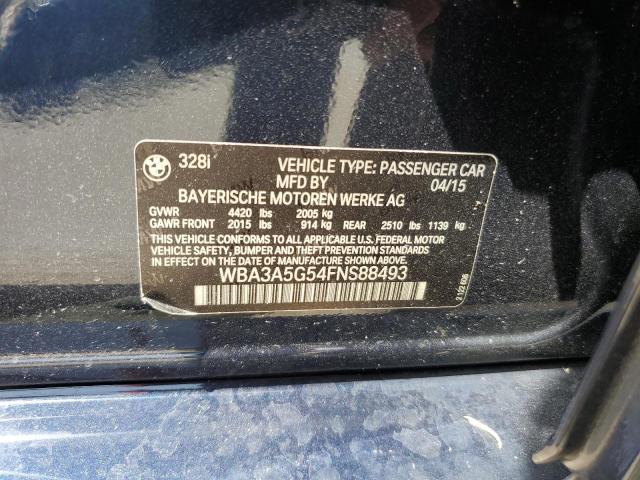 328i VEHICLE TYPE: PASSENGER CAR
MFD BY 04/15
BAYERISCHE MOTOREN WERKE AG
GVWR 4420 lbs 2005 kg
GAWR FRONT 2015 lbs 914 kg REAR 2510 lbs 1139 kg
THIS VEHICLE CONFORMS TO ALL APPLICABLE U.S. FEDERAL MOTOR
VEHICLE SAFETY, BUMPER AND THEFT PREVENTION STANDARDS
IN EFFECT ON THE DATE OF MANUFACTURE SHOWN ABOVE.
WBA3A5G54FNS88493